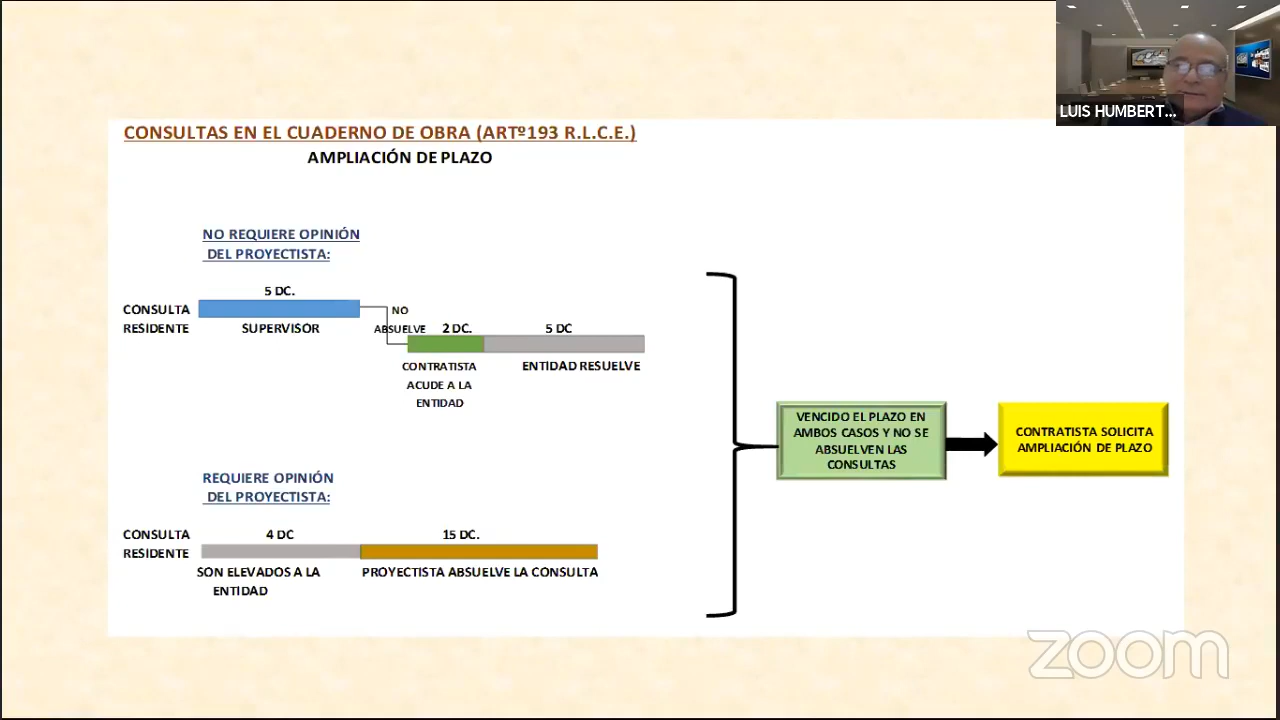 LUIS HUMBERT...
CONSULTAS EN EL CUADERNO DE OBRA (ARTº193 R.L.C.E.)
AMPLIACIÓN DE PLAZO
NO REQUIERE OPINIÓN
DEL PROYECTISTA:
5 DC.
CONSULTA
RESIDENTE
SUPERVISOR
NO
ABSUELVE
2 DC.
5 DC
CONTRATISTA
ACUDE A LA
ENTIDAD
ENTIDAD RESUELVE
REQUIERE OPINIÓN
DEL PROYECTISTA:
CONSULTA
RESIDENTE
4 DC
15 DC.
SON ELEVADOS A LA
ENTIDAD
PROYECTISTA ABSUELVE LA CONSULTA
VENCIDO EL PLAZO EN
AMBOS CASOS Y NO SE
ABSUELVEN LAS
CONSULTAS
CONTRATISTA SOLICITA
AMPLIACIÓN DE PLAZO
zoom